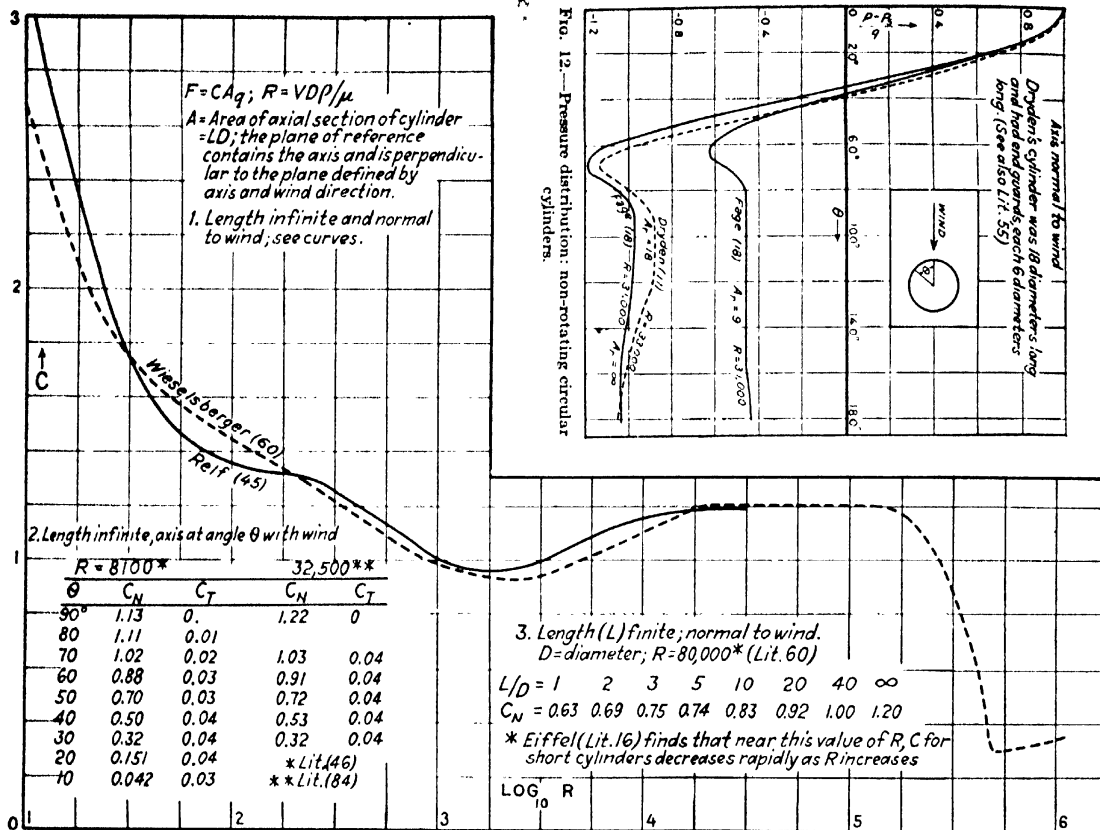 3
F=CAq; R=VDρ/μ
A=Area of axial section of cylinder
=LD; the plane of reference
contains the axis and is perpendicu-
lar to the plane defined by
axis and wind direction.
1. Length infinite and normal
to wind; see curves.
2
↑
C
Wieselsberger (60)
Relf (45)
2. Length infinite, axis at angle θ with wind
1
R = 8100* 32,500**
θ C_N C_T C_N C_T
90° 1.13 0. 1.22 0
80 1.11 0.01
70 1.02 0.02 1.03 0.04
60 0.88 0.03 0.91 0.04
50 0.70 0.03 0.72 0.04
40 0.50 0.04 0.53 0.04
30 0.32 0.04 0.32 0.04
20 0.151 0.04 *Lit.(46)
10 0.042 0.03 **Lit.(84)
0
1 2 3 4 5 6
LOG₁₀ R
3. Length (L) finite; normal to wind.
D=diameter; R=80,000* (Lit. 60)
L/D = 1 2 3 5 10 20 40 ∞
C_N = 0.63 0.69 0.75 0.74 0.83 0.92 1.00 1.20
* Eiffel (Lit.16) finds that near this value of R, C for
short cylinders decreases rapidly as R increases
Axis normal to wind
Dryden's cylinder was 18 diameters long
and had end guards, each 6 diameters
long. (See also Lit. 55)
WIND
θ
0.8
0.4
0
-0.4
-0.8
-1.2
20° 60° 100° 140° 180°
θ
Fage (18) A_r = 9 R=31,000
Dryden (11) R=33,000
A_r = 18
Fage (18) R=31,000 A_r = ∞
FIG. 12.—Pressure distribution: non-rotating circular
cylinders.